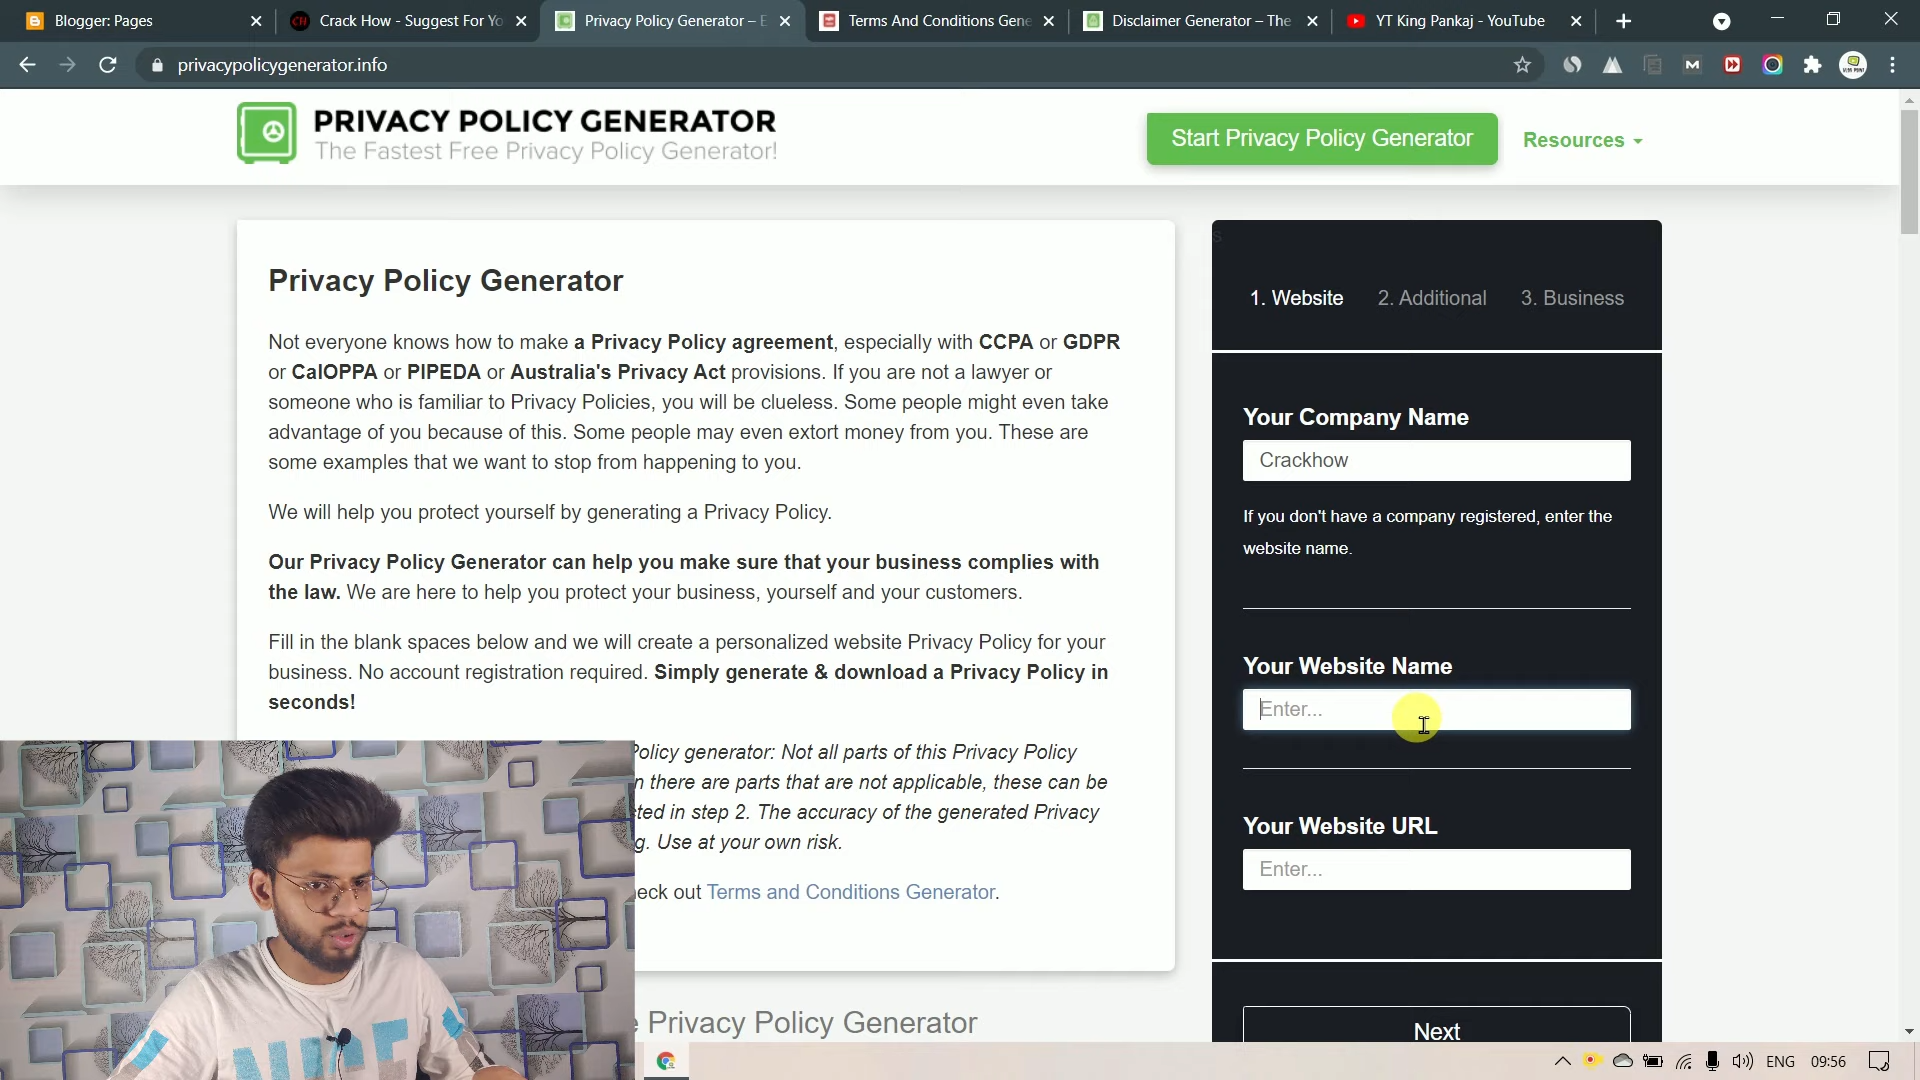 Blogger: Pages
Crack How - Suggest For Yo
Privacy Policy Generator – E
Terms And Conditions Gene
Disclaimer Generator – The
YT King Pankaj - YouTube
privacypolicygenerator.info
PRIVACY POLICY GENERATOR
The Fastest Free Privacy Policy Generator!
Start Privacy Policy Generator
Resources
Privacy Policy Generator
Not everyone knows how to make a Privacy Policy agreement, especially with CCPA or GDPR
or CalOPPA or PIPEDA or Australia's Privacy Act provisions. If you are not a lawyer or
someone who is familiar to Privacy Policies, you will be clueless. Some people might even take
advantage of you because of this. Some people may even extort money from you. These are
some examples that we want to stop from happening to you.
We will help you protect yourself by generating a Privacy Policy.
Our Privacy Policy Generator can help you make sure that your business complies with
the law. We are here to help you protect your business, yourself and your customers.
Fill in the blank spaces below and we will create a personalized website Privacy Policy for your
business. No account registration required. Simply generate & download a Privacy Policy in
seconds!
Policy generator: Not all parts of this Privacy Policy
n there are parts that are not applicable, these can be
ted in step 2. The accuracy of the generated Privacy
g. Use at your own risk.
eck out Terms and Conditions Generator.
Privacy Policy Generator
s
1. Website
2. Additional
3. Business
Your Company Name
Crackhow
If you don't have a company registered, enter the
website name.
Your Website Name
Enter...
Your Website URL
Enter...
Next
ENG
09:56